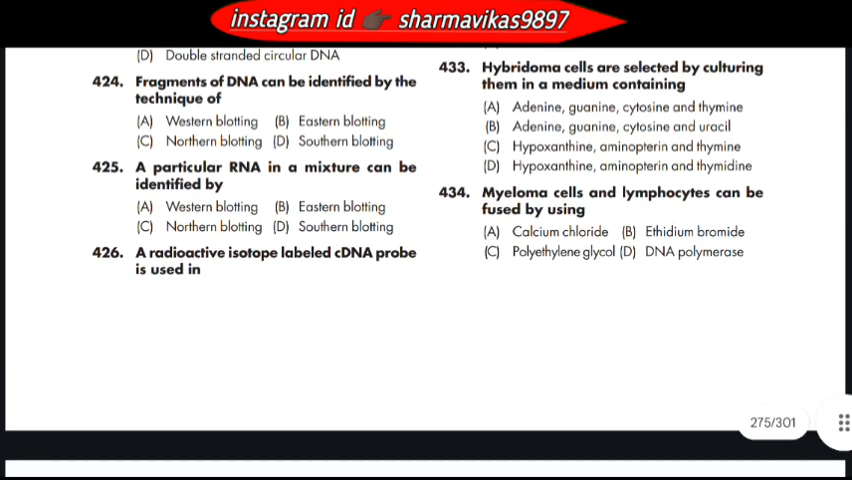 instagram id 👉🏿 sharmavikas9897
(D) Double stranded circular DNA
424. Fragments of DNA can be identified by the
technique of
(A) Western blotting (B) Eastern blotting
(C) Northern blotting (D) Southern blotting
425. A particular RNA in a mixture can be
identified by
(A) Western blotting (B) Eastern blotting
(C) Northern blotting (D) Southern blotting
426. A radioactive isotope labeled cDNA probe
is used in
433. Hybridoma cells are selected by culturing
them in a medium containing
(A) Adenine, guanine, cytosine and thymine
(B) Adenine, guanine, cytosine and uracil
(C) Hypoxanthine, aminopterin and thymine
(D) Hypoxanthine, aminopterin and thymidine
434. Myeloma cells and lymphocytes can be
fused by using
(A) Calcium chloride (B) Ethidium bromide
(C) Polyethylene glycol (D) DNA polymerase
275/301